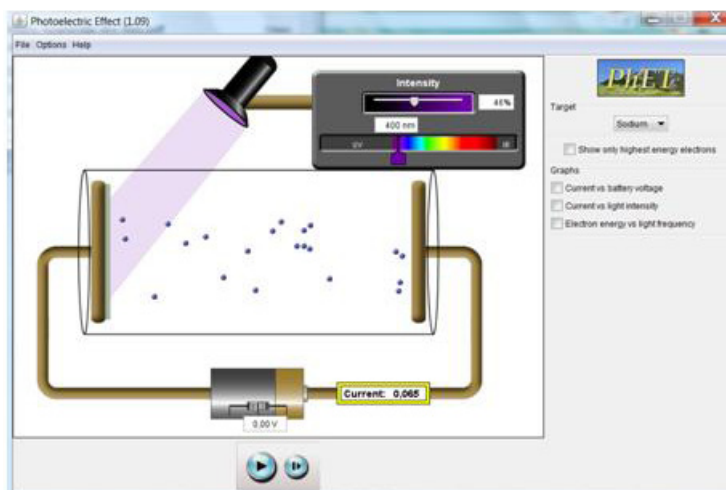 Photoelectric Effect (1.09)
File Options Help
Intensity
46%
400 nm
UV
IR
PhET
Target
Sodium
Show only highest energy electrons
Graphs
Current vs battery voltage
Current vs light intensity
Electron energy vs light frequency
Current: 0,065
0,00 V